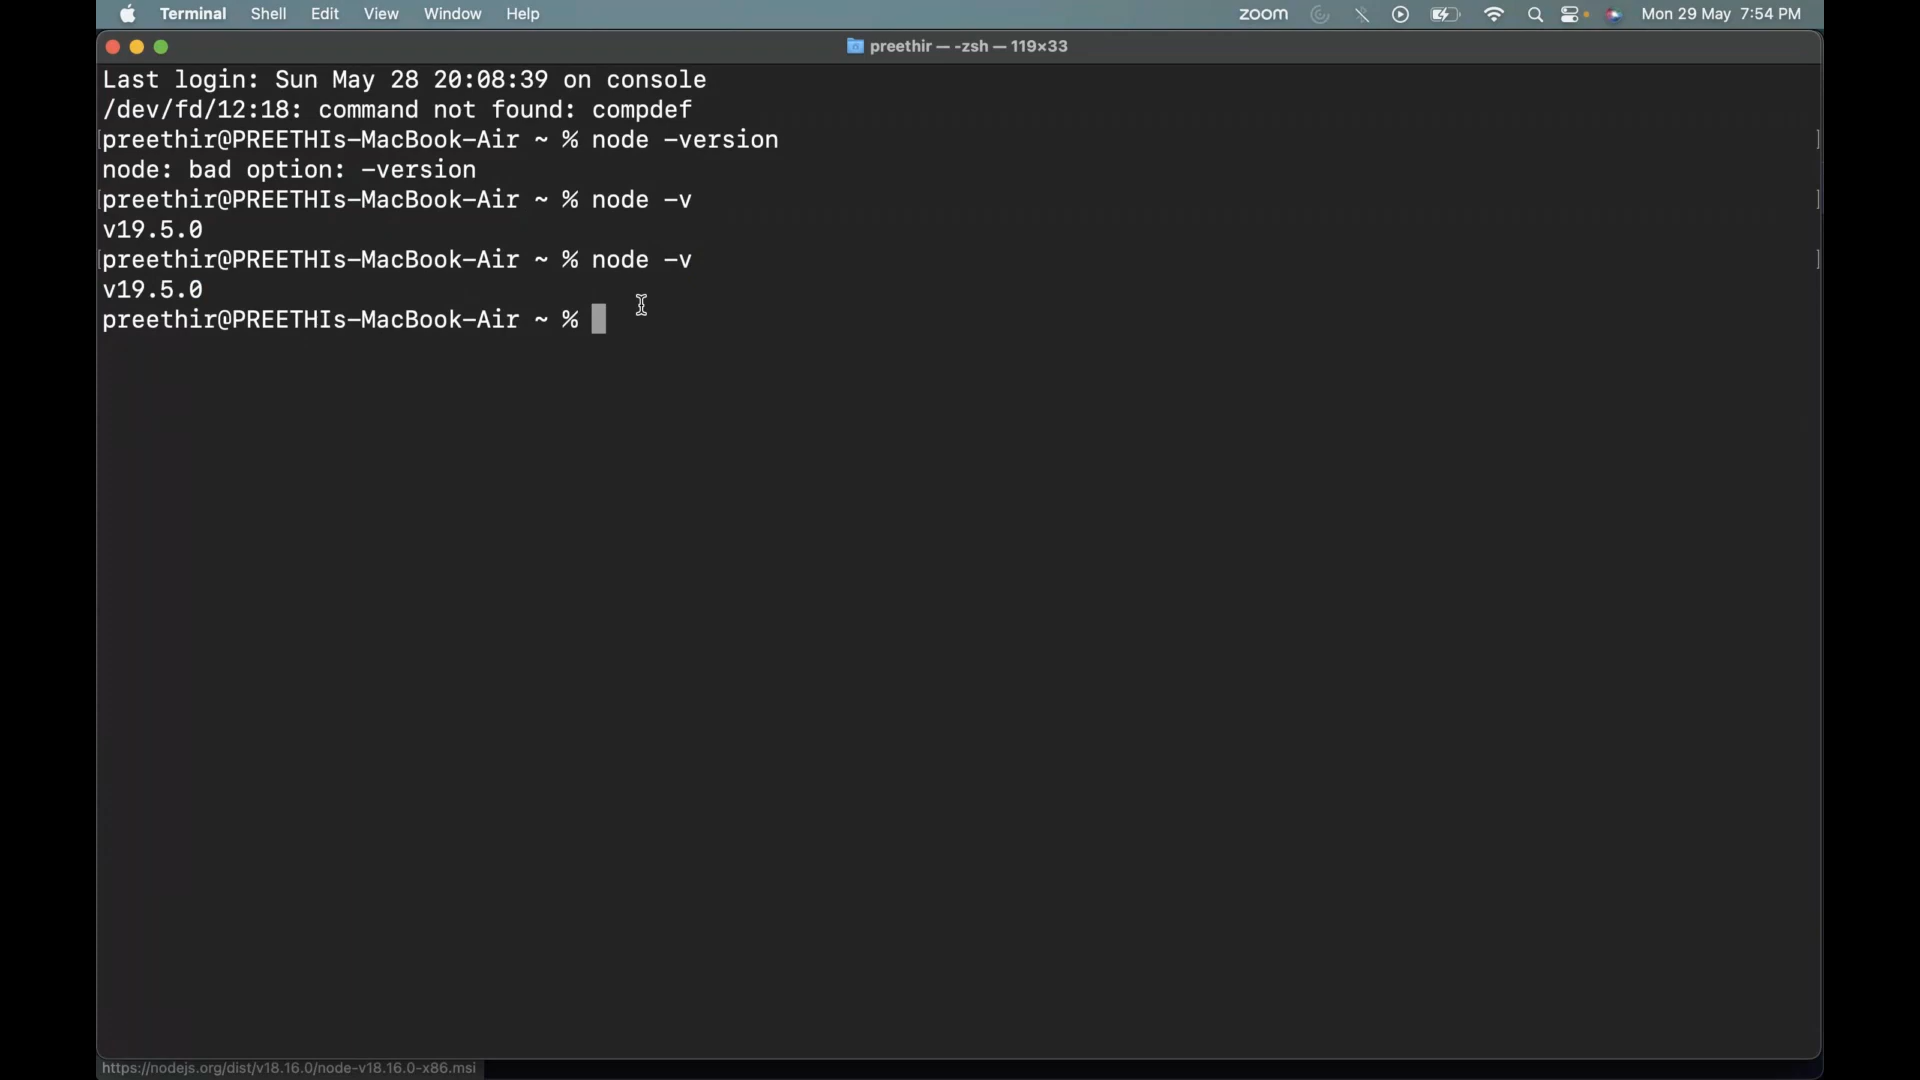 Terminal Shell Edit View Window Help zoom Mon 29 May 7:54 PM
preethir — -zsh — 119×33
Last login: Sun May 28 20:08:39 on console
/dev/fd/12:18: command not found: compdef
[preethir@PREETHIs-MacBook-Air ~ % node -version ]
node: bad option: -version
[preethir@PREETHIs-MacBook-Air ~ % node -v ]
v19.5.0
[preethir@PREETHIs-MacBook-Air ~ % node -v ]
v19.5.0
preethir@PREETHIs-MacBook-Air ~ %
https://nodejs.org/dist/v18.16.0/node-v18.16.0-x86.msi